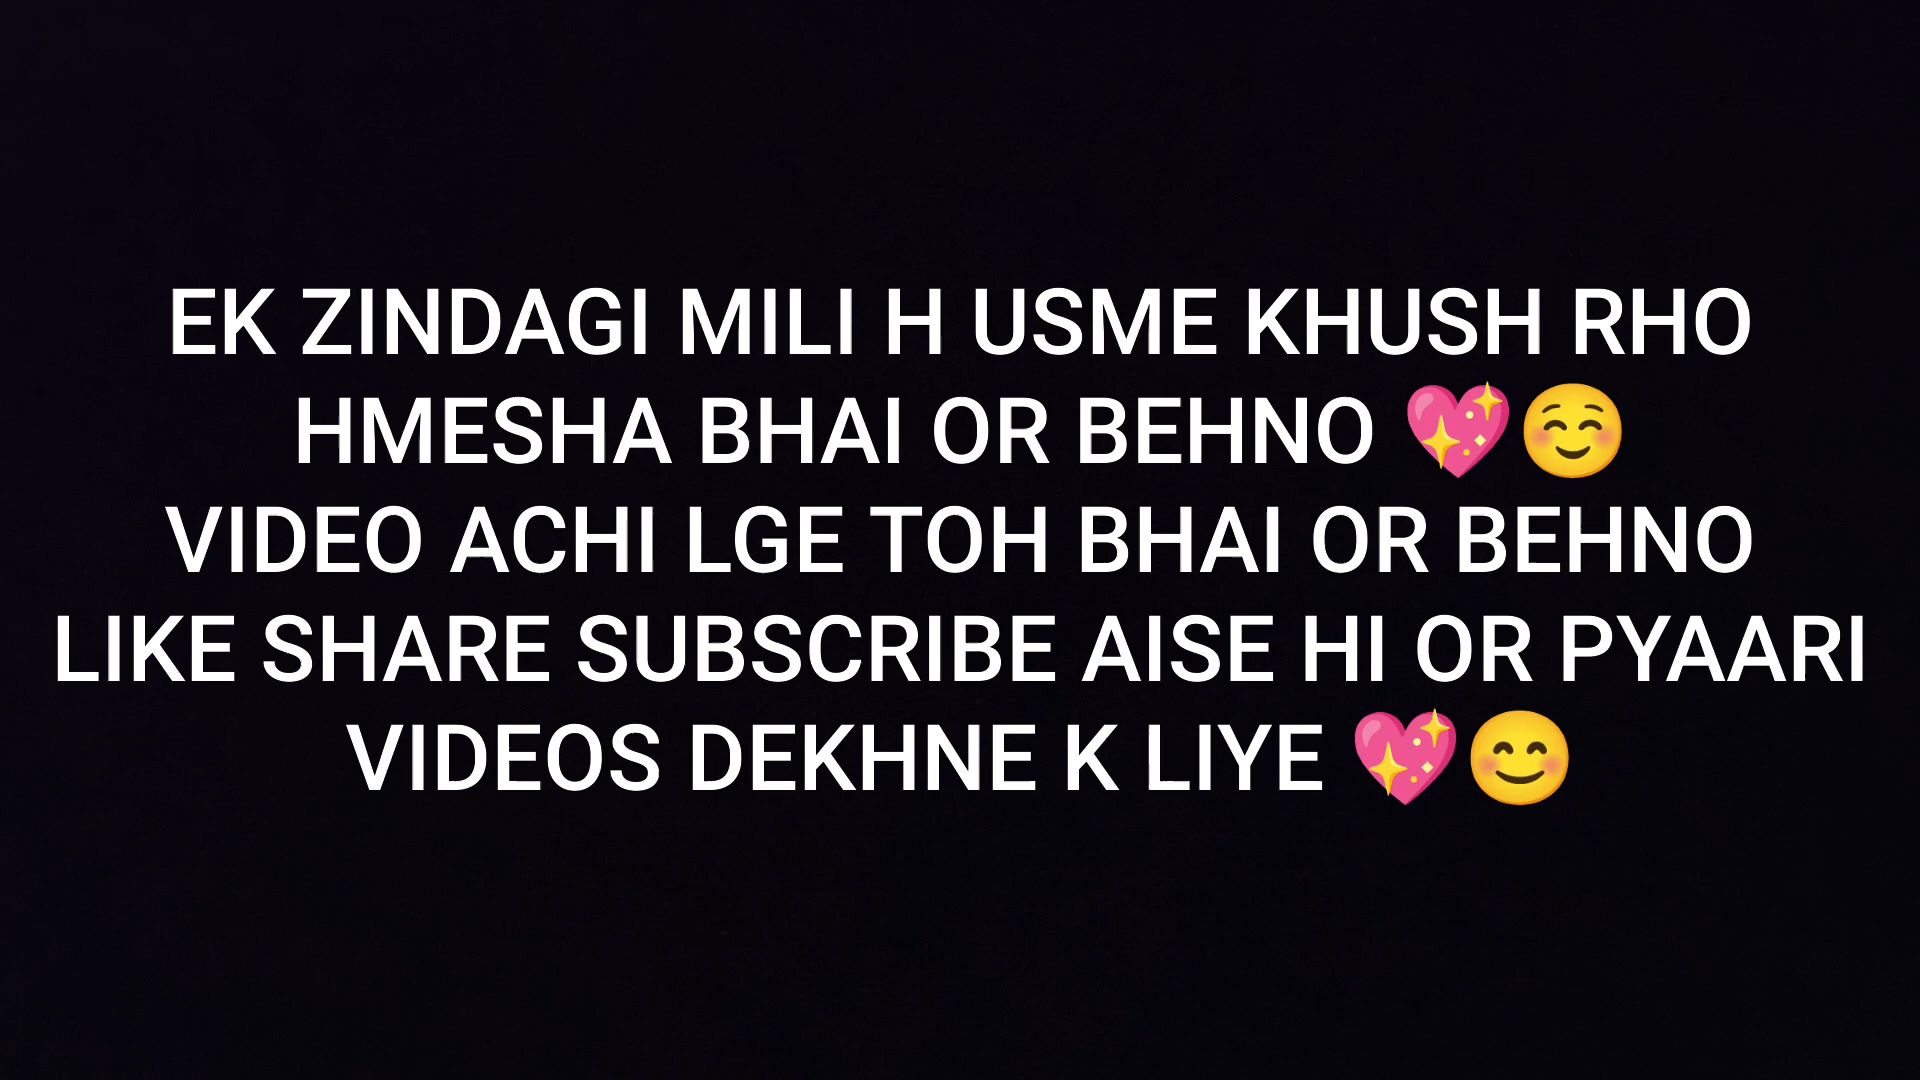 EK ZINDAGI MILI H USME KHUSH RHO
HMESHA BHAI OR BEHNO 💖☺️
VIDEO ACHI LGE TOH BHAI OR BEHNO
LIKE SHARE SUBSCRIBE AISE HI OR PYAARI
VIDEOS DEKHNE K LIYE 💖😊